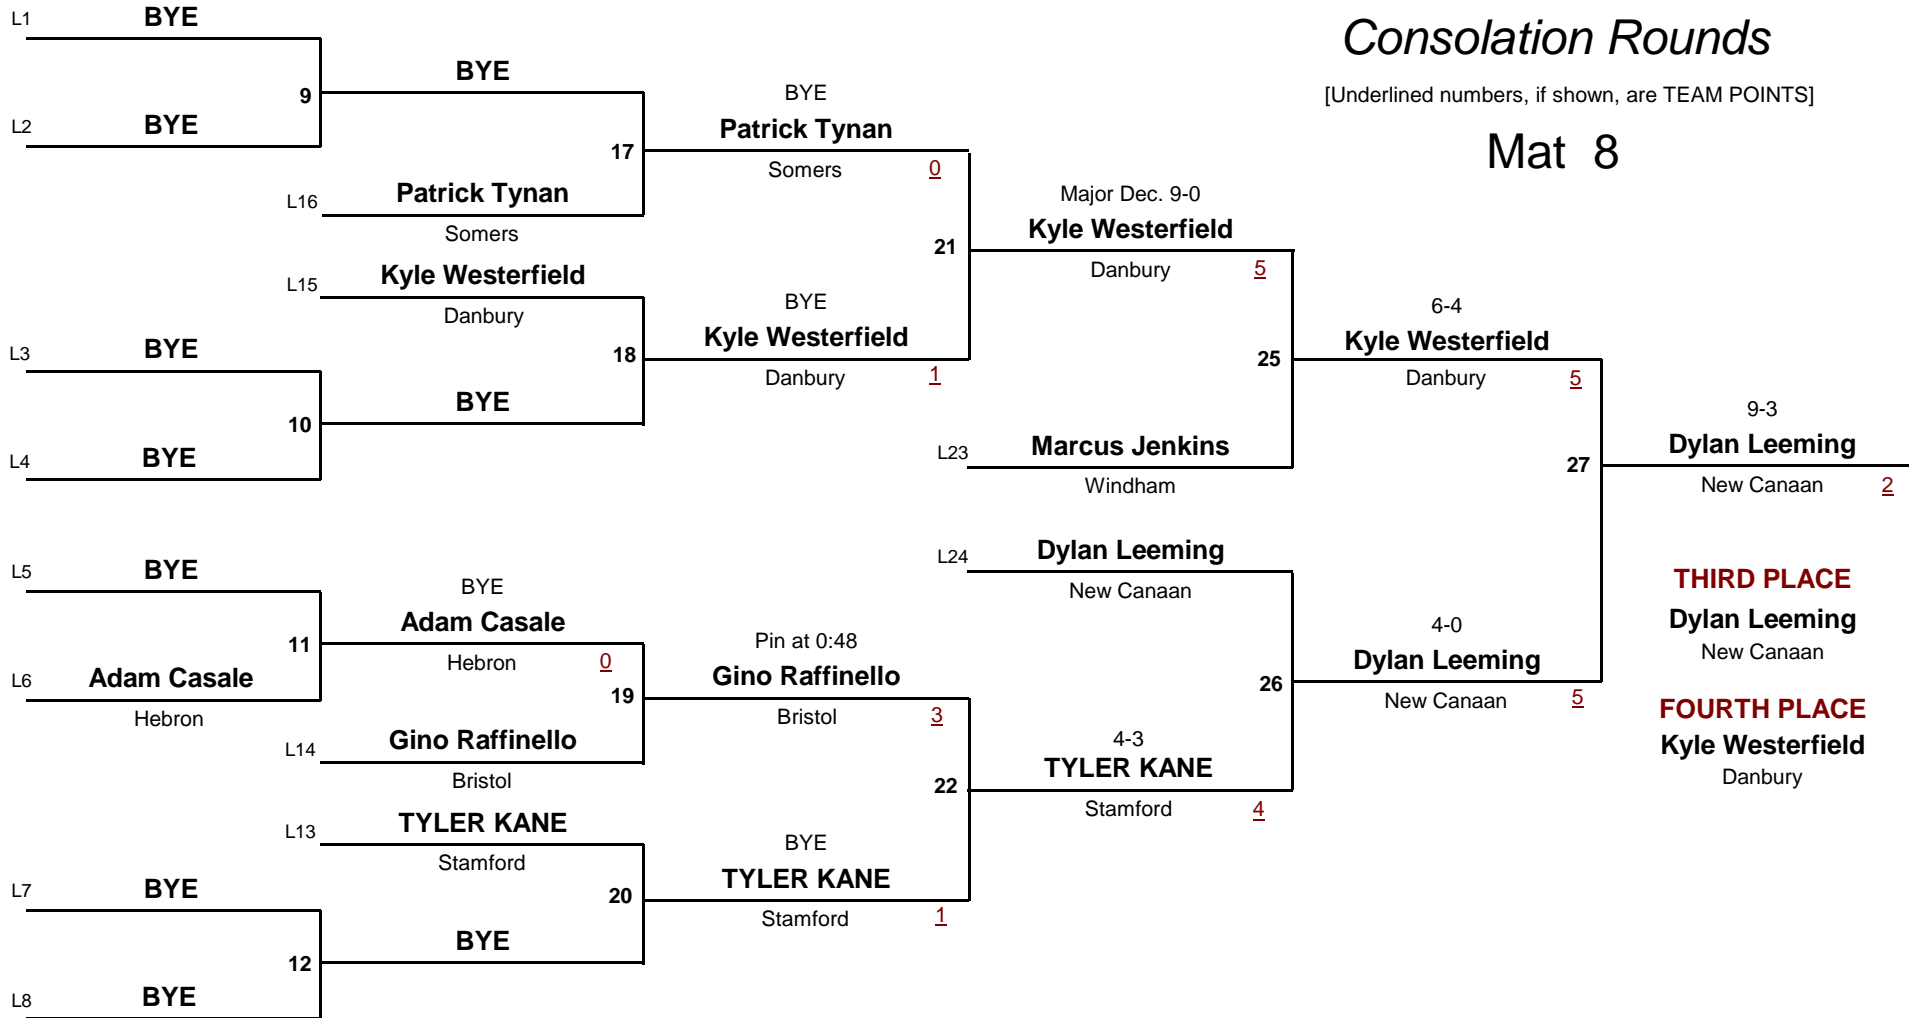 Consolation Rounds
[Underlined numbers, if shown, are TEAM POINTS]
Mat 8
L1 BYE
9
L2 BYE
BYE
17
L16 Patrick Tynan
Somers
BYE
Patrick Tynan
Somers 0
21
L15 Kyle Westerfield
Danbury
18
L3 BYE
10
L4 BYE
BYE
BYE
Kyle Westerfield
Danbury 1
Major Dec. 9-0
Kyle Westerfield
Danbury 5
25
L23 Marcus Jenkins
Windham
6-4
Kyle Westerfield
Danbury 5
27
9-3
Dylan Leeming
New Canaan 2
L5 BYE
11
L6 Adam Casale
Hebron
BYE
Adam Casale
Hebron 0
19
L14 Gino Raffinello
Bristol
Pin at 0:48
Gino Raffinello
Bristol 3
22
L13 TYLER KANE
Stamford
20
L7 BYE
12
L8 BYE
BYE
BYE
TYLER KANE
Stamford 1
L24 Dylan Leeming
New Canaan
26
4-3
TYLER KANE
Stamford 4
4-0
Dylan Leeming
New Canaan 5
THIRD PLACE
Dylan Leeming
New Canaan
FOURTH PLACE
Kyle Westerfield
Danbury